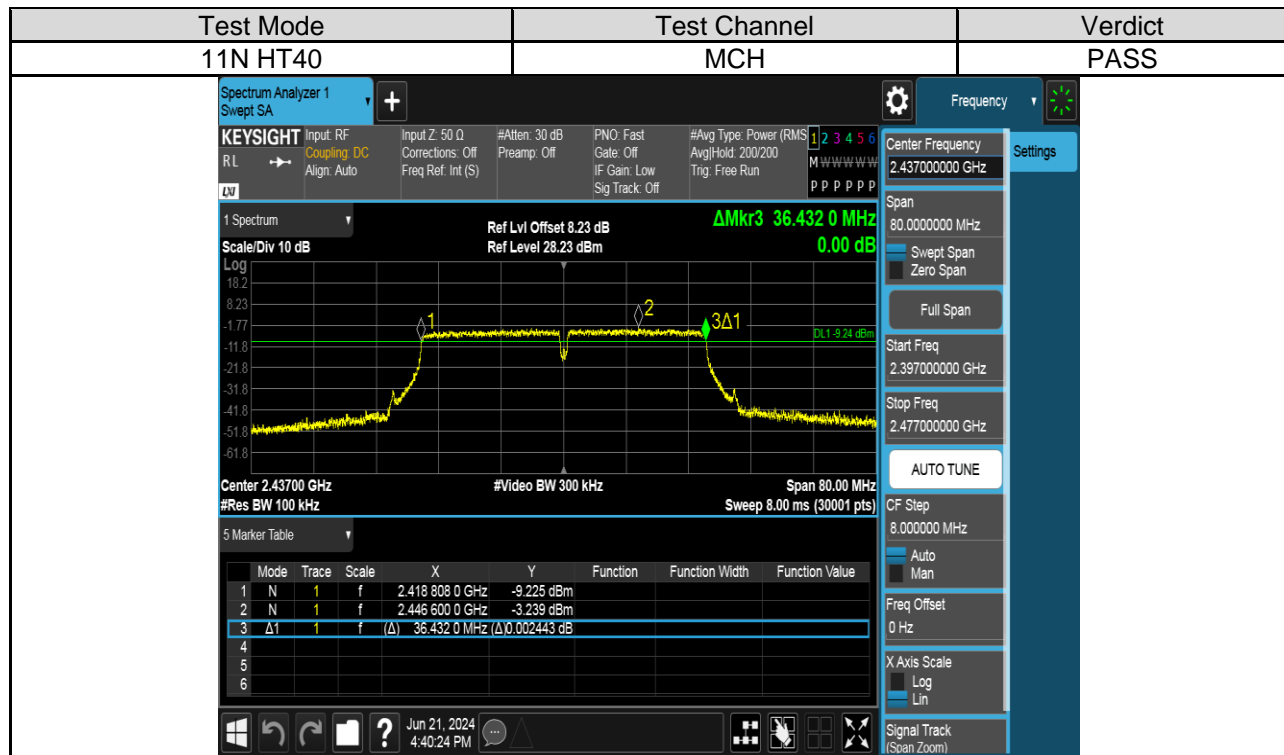 Test Mode Test Channel Verdict
11N HT40 MCH PASS
Spectrum Analyzer 1
Swept SA
+
Frequency
KEYSIGHT Input: RF Input Z: 50 Ω #Atten: 30 dB PNO: Fast #Avg Type: Power (RMS 1 2 3 4 5 6
RL Coupling: DC Corrections: Off Preamp: Off Gate: Off Avg|Hold: 200/200 M W W W W W
Align: Auto Freq Ref: Int (S) IF Gain: Low Trig: Free Run
LXI Sig Track: Off P P P P P P
1 Spectrum
Ref Lvl Offset 8.23 dB ΔMkr3 36.432 0 MHz
Scale/Div 10 dB Ref Level 28.23 dBm 0.00 dB
Log
18.2
8.23
-1.77
-11.8
-21.8
-31.8
-41.8
-51.8
-61.8
1
2
3Δ1
DL1 -9.24 dBm
Center 2.43700 GHz #Video BW 300 kHz Span 80.00 MHz
#Res BW 100 kHz Sweep 8.00 ms (30001 pts)
5 Marker Table
Mode Trace Scale X Y Function Function Width Function Value
1 N 1 f 2.418 808 0 GHz -9.225 dBm
2 N 1 f 2.446 600 0 GHz -3.239 dBm
3 Δ1 1 f (Δ) 36.432 0 MHz (Δ)0.002443 dB
4
5
6
Jun 21, 2024
4:40:24 PM
?
Center Frequency
2.437000000 GHz
Settings
Span
80.0000000 MHz
Swept Span
Zero Span
Full Span
Start Freq
2.397000000 GHz
Stop Freq
2.477000000 GHz
AUTO TUNE
CF Step
8.000000 MHz
Auto
Man
Freq Offset
0 Hz
X Axis Scale
Log
Lin
Signal Track
(Span Zoom)